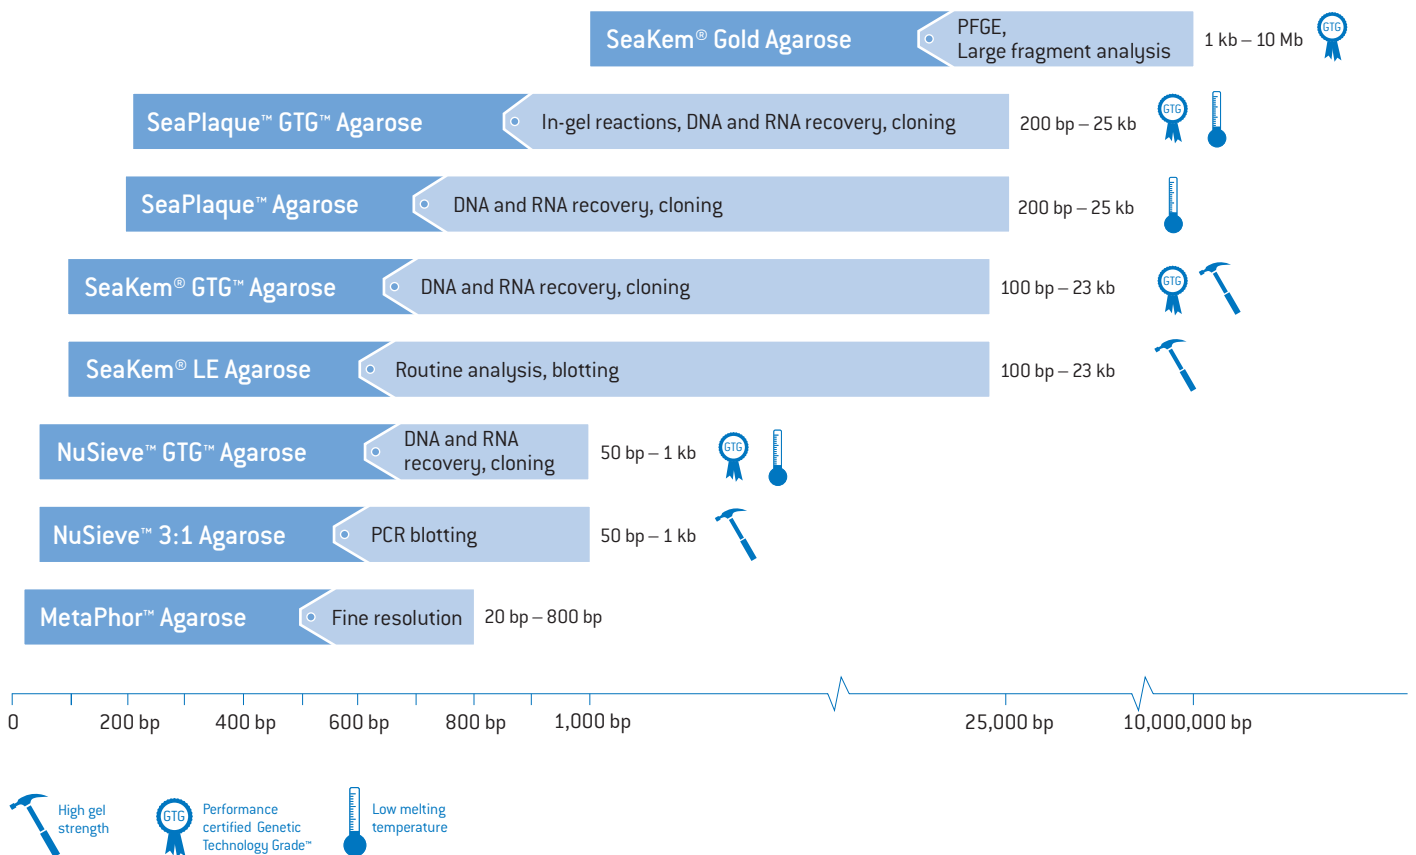 SeaKem® Gold Agarose
PFGE,
Large fragment analysis
1 kb – 10 Mb
GTG
SeaPlaque™ GTG™ Agarose
In-gel reactions, DNA and RNA recovery, cloning
200 bp – 25 kb
GTG
SeaPlaque™ Agarose
DNA and RNA recovery, cloning
200 bp – 25 kb
SeaKem® GTG™ Agarose
DNA and RNA recovery, cloning
100 bp – 23 kb
GTG
SeaKem® LE Agarose
Routine analysis, blotting
100 bp – 23 kb
NuSieve™ GTG™ Agarose
DNA and RNA
recovery, cloning
50 bp – 1 kb
GTG
NuSieve™ 3:1 Agarose
PCR blotting
50 bp – 1 kb
MetaPhor™ Agarose
Fine resolution
20 bp – 800 bp
0
200 bp
400 bp
600 bp
800 bp
1,000 bp
25,000 bp
10,000,000 bp
High gel
strength
GTG
Performance
certified Genetic
Technology Grade™
Low melting
temperature